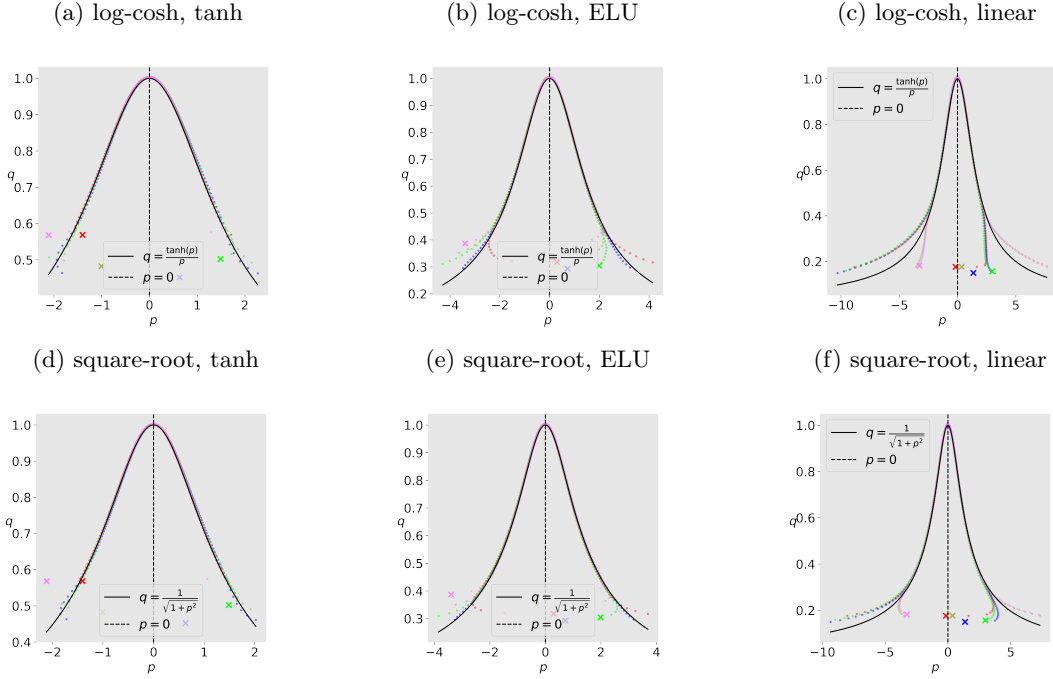 (a) log-cosh, tanh
(b) log-cosh, ELU
(c) log-cosh, linear
1.0
0.9
0.8
0.7
0.6
0.5
q
−2 −1 0 1 2
p
q = tanh(p)/p
p = 0
1.0
0.9
0.8
0.7
0.6
0.5
0.4
0.3
0.2
q
−4 −2 0 2 4
p
q = tanh(p)/p
p = 0
1.0
0.8
0.6
0.4
0.2
q
−10 −5 0 5
p
q = tanh(p)/p
p = 0
(d) square-root, tanh
(e) square-root, ELU
(f) square-root, linear
1.0
0.9
0.8
0.7
0.6
0.5
0.4
q
−2 −1 0 1 2
p
q = 1/√(1+p²)
p = 0
1.0
0.9
0.8
0.7
0.6
0.5
0.4
0.3
q
−4 −2 0 2 4
p
q = 1/√(1+p²)
p = 0
1.0
0.8
0.6
0.4
0.2
q
−10 −5 0 5
p
q = 1/√(1+p²)
p = 0